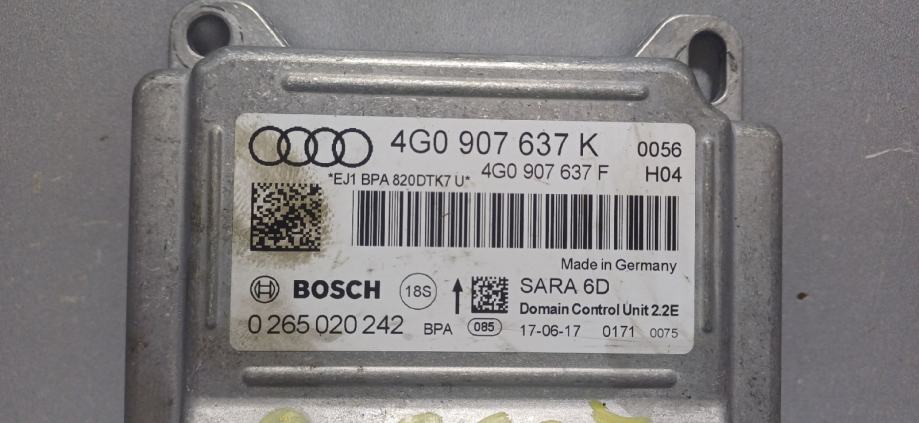 4G0 907 637 K 0056
4G0 907 637 F H04
*EJ1 BPA 820DTK7 U*
Made in Germany
BOSCH 18S SARA 6D
Domain Control Unit 2.2E
0 265 020 242 BPA 085 17-06-17 0171 0075